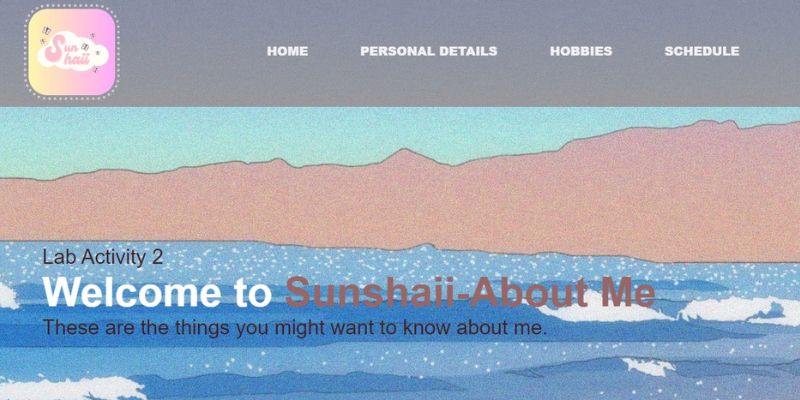 Sun
haii
HOME PERSONAL DETAILS HOBBIES SCHEDULE
Lab Activity 2
Welcome to Sunshaii-About Me
These are the things you might want to know about me.